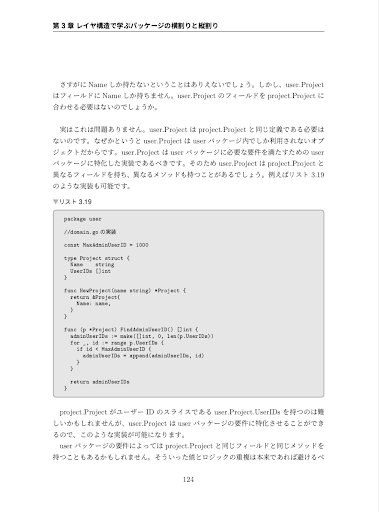 第 3 章 レイヤ構造で学ぶパッケージの横割りと縦割り
さすがに Name しか持たないということはありえないでしょう。しかし、user.Project
はフィールドに Name しか持ちません。user.Project のフィールドを project.Project に
合わせる必要はないのでしょうか。
実はこれは問題ありません。user.Project は project.Project と同じ定義である必要は
ないのです。なぜかというと user.Project は user パッケージ内でしか利用されないオブ
ジェクトだからです。user.Project は user パッケージに必要な要件を満たすための user
パッケージに特化した実装であるべきです。そのため user.Project は project.Project と
異なるフィールドを持ち、異なるメソッドも持つことがあるでしょう。例えばリスト 3.19
のような実装も可能です。
▼リスト 3.19
package user
//domain.go の実装
const MaxAdminUserID = 1000
type Project struct {
Name string
UserIDs []int
}
func NewProject(name string) *Project {
return &Project{
Name: name,
}
}
func (p *Project) FindAdminUserID() []int {
adminUserIDs := make([]int, 0, len(p.UserIDs))
for _, id := range p.UserIDs {
if id < MaxAdminUserID {
adminUserIDs = append(adminUserIDs, id)
}
}
return adminUserIDs
}
project.Project がユーザー ID のスライスである user.Project.UserIDs を持つのは難
しいかもしれませんが、user.Project は user パッケージの要件に特化させることができ
るので、このような実装が可能になります。
user パッケージの要件によっては project.Project と同じフィールドと同じメソッドを
持つこともあるかもしれません。そういった値とロジックの重複は本来であれば避けるべ
124